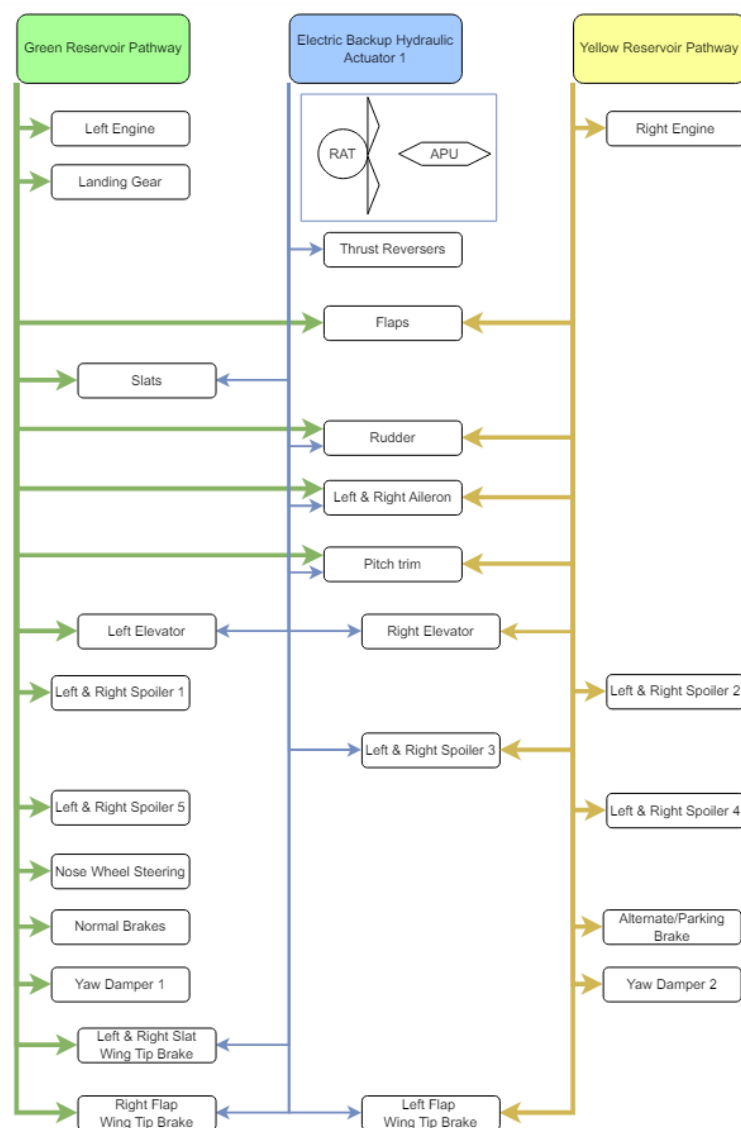 Green Reservoir Pathway
Electric Backup Hydraulic
Actuator 1
Yellow Reservoir Pathway
Left Engine
RAT
APU
Right Engine
Landing Gear
Thrust Reversers
Flaps
Slats
Rudder
Left & Right Aileron
Pitch trim
Left Elevator
Right Elevator
Left & Right Spoiler 1
Left & Right Spoiler 2
Left & Right Spoiler 3
Left & Right Spoiler 5
Left & Right Spoiler 4
Nose Wheel Steering
Normal Brakes
Alternate/Parking
Brake
Yaw Damper 1
Yaw Damper 2
Left & Right Slat
Wing Tip Brake
Right Flap
Wing Tip Brake
Left Flap
Wing Tip Brake